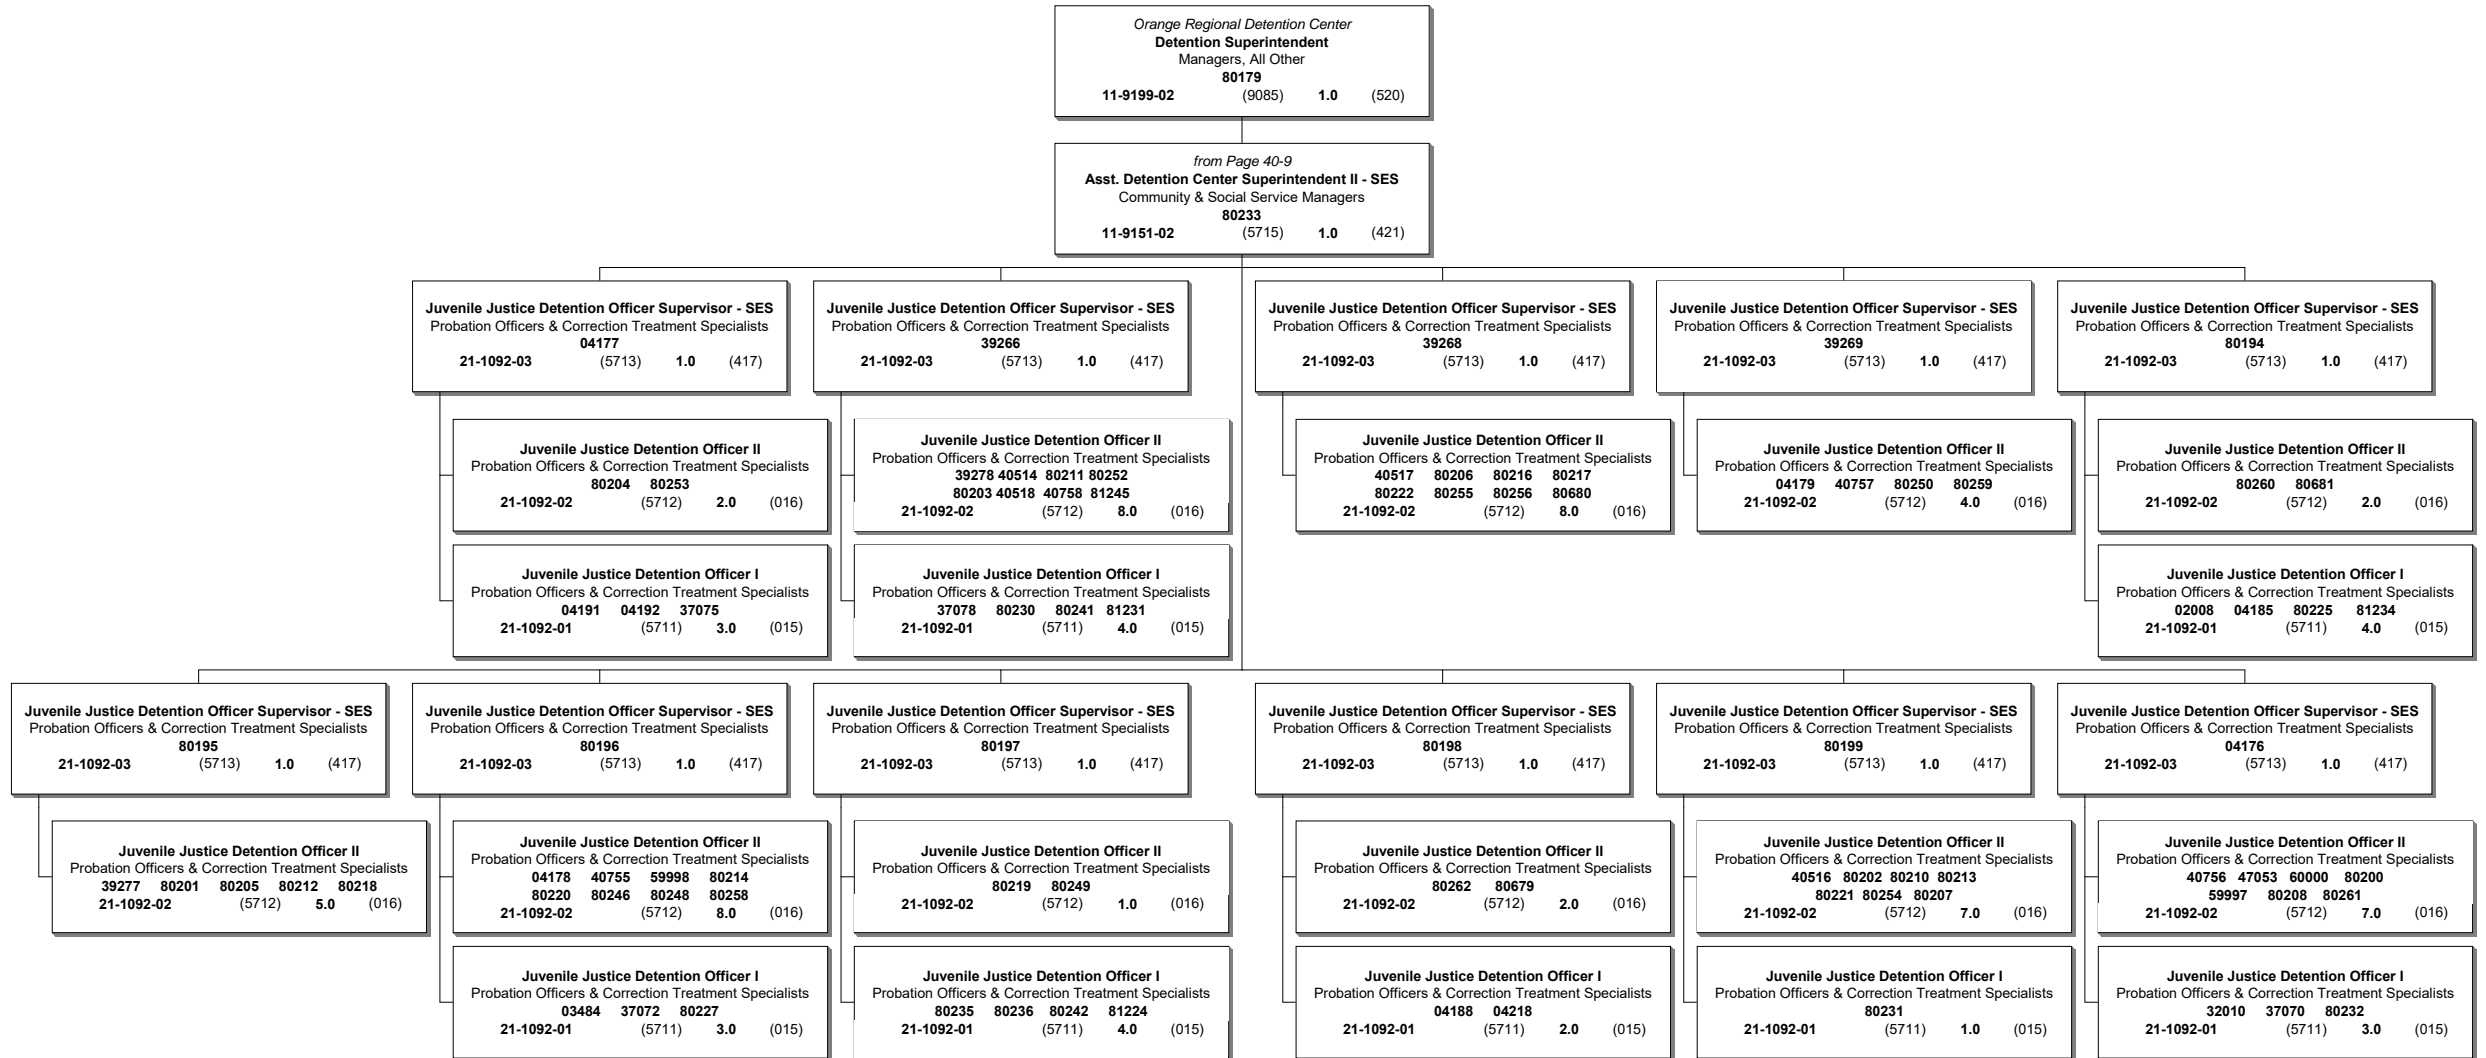 Orange Regional Detention Center
Detention Superintendent
Managers, All Other
80179
11-9199-02 (9085) 1.0 (520)
from Page 40-9
Asst. Detention Center Superintendent II - SES
Community & Social Service Managers
80233
11-9151-02 (5715) 1.0 (421)
Juvenile Justice Detention Officer Supervisor - SES
Probation Officers & Correction Treatment Specialists
04177
21-1092-03 (5713) 1.0 (417)
Juvenile Justice Detention Officer II
Probation Officers & Correction Treatment Specialists
80204 80253
21-1092-02 (5712) 2.0 (016)
Juvenile Justice Detention Officer I
Probation Officers & Correction Treatment Specialists
04191 04192 37075
21-1092-01 (5711) 3.0 (015)
Juvenile Justice Detention Officer Supervisor - SES
Probation Officers & Correction Treatment Specialists
39266
21-1092-03 (5713) 1.0 (417)
Juvenile Justice Detention Officer II
Probation Officers & Correction Treatment Specialists
39278 40514 80211 80252
80203 40518 40758 81245
21-1092-02 (5712) 8.0 (016)
Juvenile Justice Detention Officer I
Probation Officers & Correction Treatment Specialists
37078 80230 80241 81231
21-1092-01 (5711) 4.0 (015)
Juvenile Justice Detention Officer Supervisor - SES
Probation Officers & Correction Treatment Specialists
39268
21-1092-03 (5713) 1.0 (417)
Juvenile Justice Detention Officer II
Probation Officers & Correction Treatment Specialists
40517 80206 80216 80217
80222 80255 80256 80680
21-1092-02 (5712) 8.0 (016)
Juvenile Justice Detention Officer Supervisor - SES
Probation Officers & Correction Treatment Specialists
39269
21-1092-03 (5713) 1.0 (417)
Juvenile Justice Detention Officer II
Probation Officers & Correction Treatment Specialists
04179 40757 80250 80259
21-1092-02 (5712) 4.0 (016)
Juvenile Justice Detention Officer Supervisor - SES
Probation Officers & Correction Treatment Specialists
80194
21-1092-03 (5713) 1.0 (417)
Juvenile Justice Detention Officer II
Probation Officers & Correction Treatment Specialists
80260 80681
21-1092-02 (5712) 2.0 (016)
Juvenile Justice Detention Officer I
Probation Officers & Correction Treatment Specialists
02008 04185 80225 81234
21-1092-01 (5711) 4.0 (015)
Juvenile Justice Detention Officer Supervisor - SES
Probation Officers & Correction Treatment Specialists
80195
21-1092-03 (5713) 1.0 (417)
Juvenile Justice Detention Officer II
Probation Officers & Correction Treatment Specialists
39277 80201 80205 80212 80218
21-1092-02 (5712) 5.0 (016)
Juvenile Justice Detention Officer Supervisor - SES
Probation Officers & Correction Treatment Specialists
80196
21-1092-03 (5713) 1.0 (417)
Juvenile Justice Detention Officer II
Probation Officers & Correction Treatment Specialists
04178 40755 59998 80214
80220 80246 80248 80258
21-1092-02 (5712) 8.0 (016)
Juvenile Justice Detention Officer I
Probation Officers & Correction Treatment Specialists
03484 37072 80227
21-1092-01 (5711) 3.0 (015)
Juvenile Justice Detention Officer Supervisor - SES
Probation Officers & Correction Treatment Specialists
80197
21-1092-03 (5713) 1.0 (417)
Juvenile Justice Detention Officer II
Probation Officers & Correction Treatment Specialists
80219 80249
21-1092-02 (5712) 1.0 (016)
Juvenile Justice Detention Officer I
Probation Officers & Correction Treatment Specialists
80235 80236 80242 81224
21-1092-01 (5711) 4.0 (015)
Juvenile Justice Detention Officer Supervisor - SES
Probation Officers & Correction Treatment Specialists
80198
21-1092-03 (5713) 1.0 (417)
Juvenile Justice Detention Officer II
Probation Officers & Correction Treatment Specialists
80262 80679
21-1092-02 (5712) 2.0 (016)
Juvenile Justice Detention Officer I
Probation Officers & Correction Treatment Specialists
04188 04218
21-1092-01 (5711) 2.0 (015)
Juvenile Justice Detention Officer Supervisor - SES
Probation Officers & Correction Treatment Specialists
80199
21-1092-03 (5713) 1.0 (417)
Juvenile Justice Detention Officer II
Probation Officers & Correction Treatment Specialists
40516 80202 80210 80213
80221 80254 80207
21-1092-02 (5712) 7.0 (016)
Juvenile Justice Detention Officer I
Probation Officers & Correction Treatment Specialists
80231
21-1092-01 (5711) 1.0 (015)
Juvenile Justice Detention Officer Supervisor - SES
Probation Officers & Correction Treatment Specialists
04176
21-1092-03 (5713) 1.0 (417)
Juvenile Justice Detention Officer II
Probation Officers & Correction Treatment Specialists
40756 47053 60000 80200
59997 80208 80261
21-1092-02 (5712) 7.0 (016)
Juvenile Justice Detention Officer I
Probation Officers & Correction Treatment Specialists
32010 37070 80232
21-1092-01 (5711) 3.0 (015)